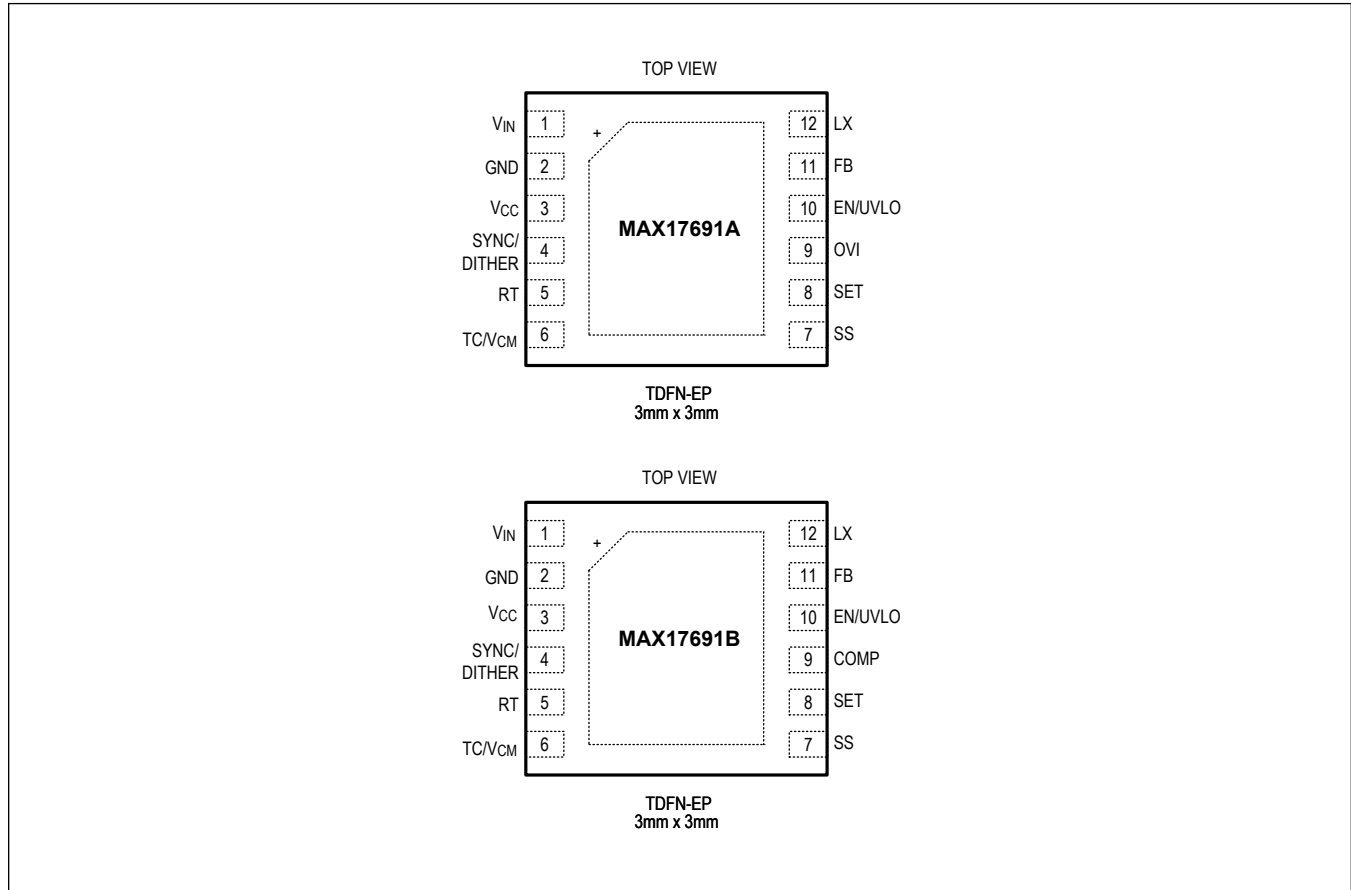 TOP VIEW
VIN 1 + 12 LX
GND 2 11 FB
VCC 3 10 EN/UVLO
MAX17691A
SYNC/
DITHER 4 9 OVI
RT 5 8 SET
TC/VCM 6 7 SS
TDFN-EP
3mm x 3mm
TOP VIEW
VIN 1 + 12 LX
GND 2 11 FB
VCC 3 10 EN/UVLO
MAX17691B
SYNC/
DITHER 4 9 COMP
RT 5 8 SET
TC/VCM 6 7 SS
TDFN-EP
3mm x 3mm